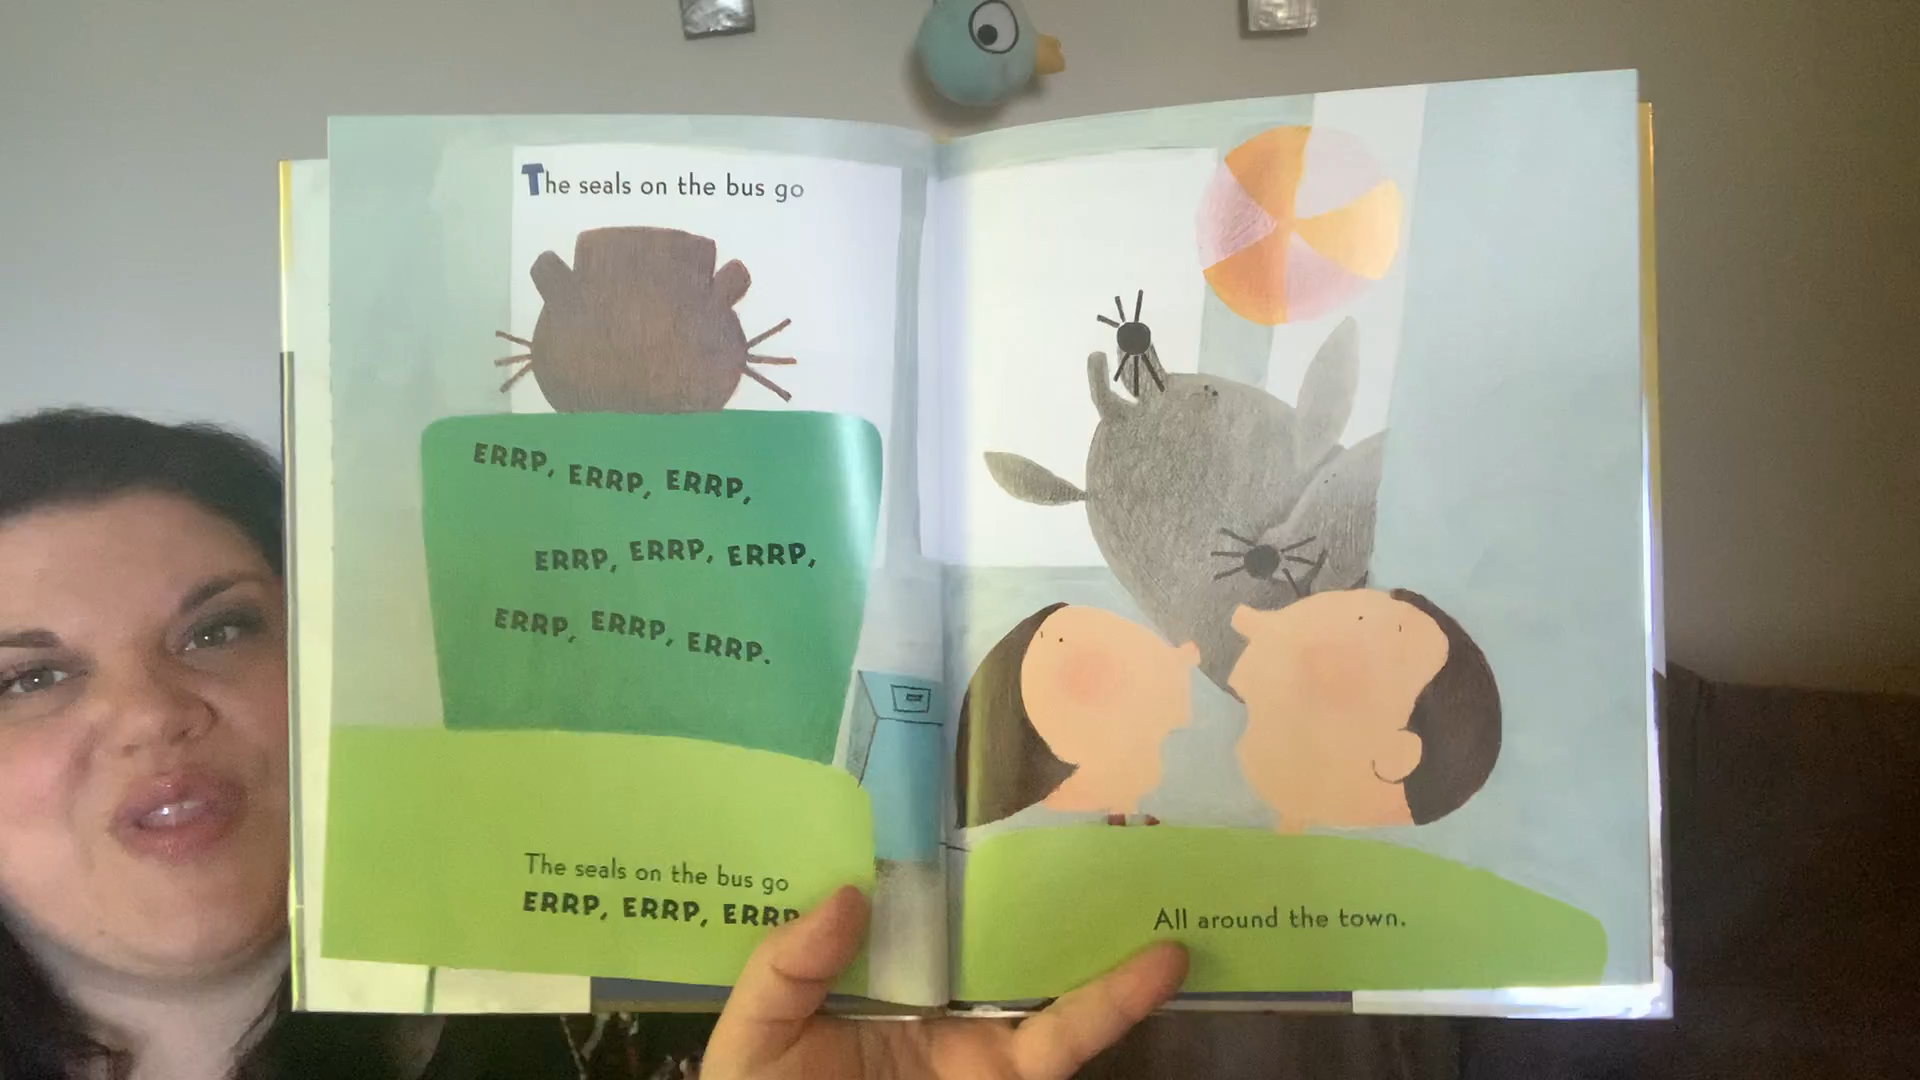 The seals on the bus go
ERRP, ERRP, ERRP,
ERRP, ERRP, ERRP,
ERRP, ERRP, ERRP.
The seals on the bus go
ERRP, ERRP, ERRP
All around the town.